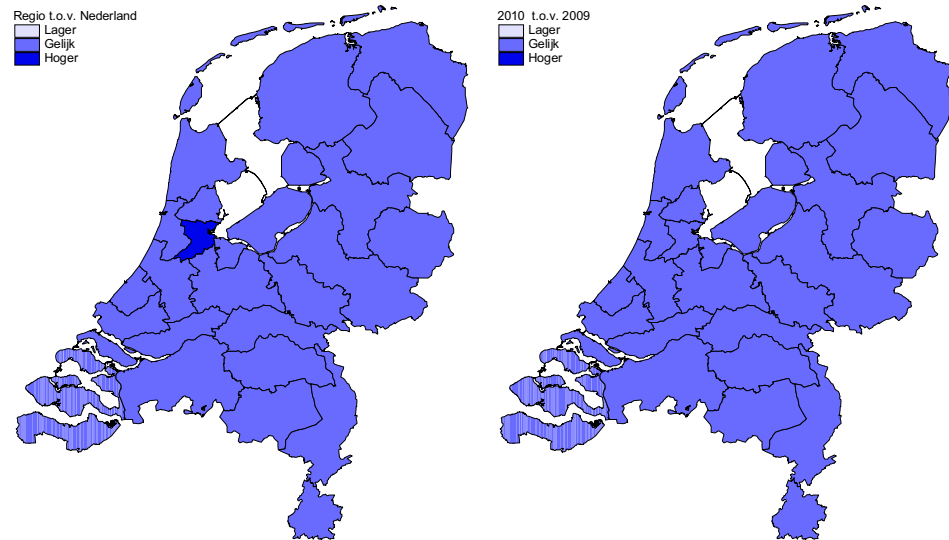 Regio t.o.v. Nederland
Lager
Gelijk
Hoger
2010 t.o.v. 2009
Lager
Gelijk
Hoger